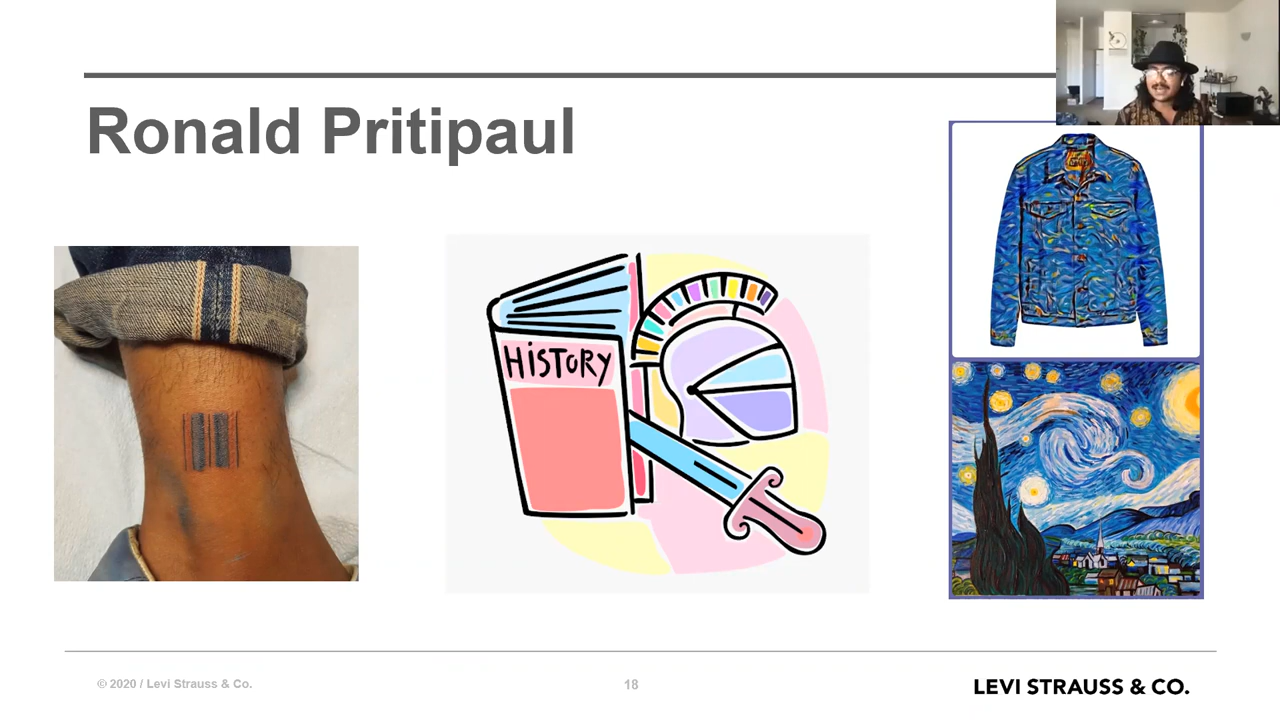 Ronald Pritipaul
HISTORY
© 2020 / Levi Strauss & Co.
18
LEVI STRAUSS & CO.